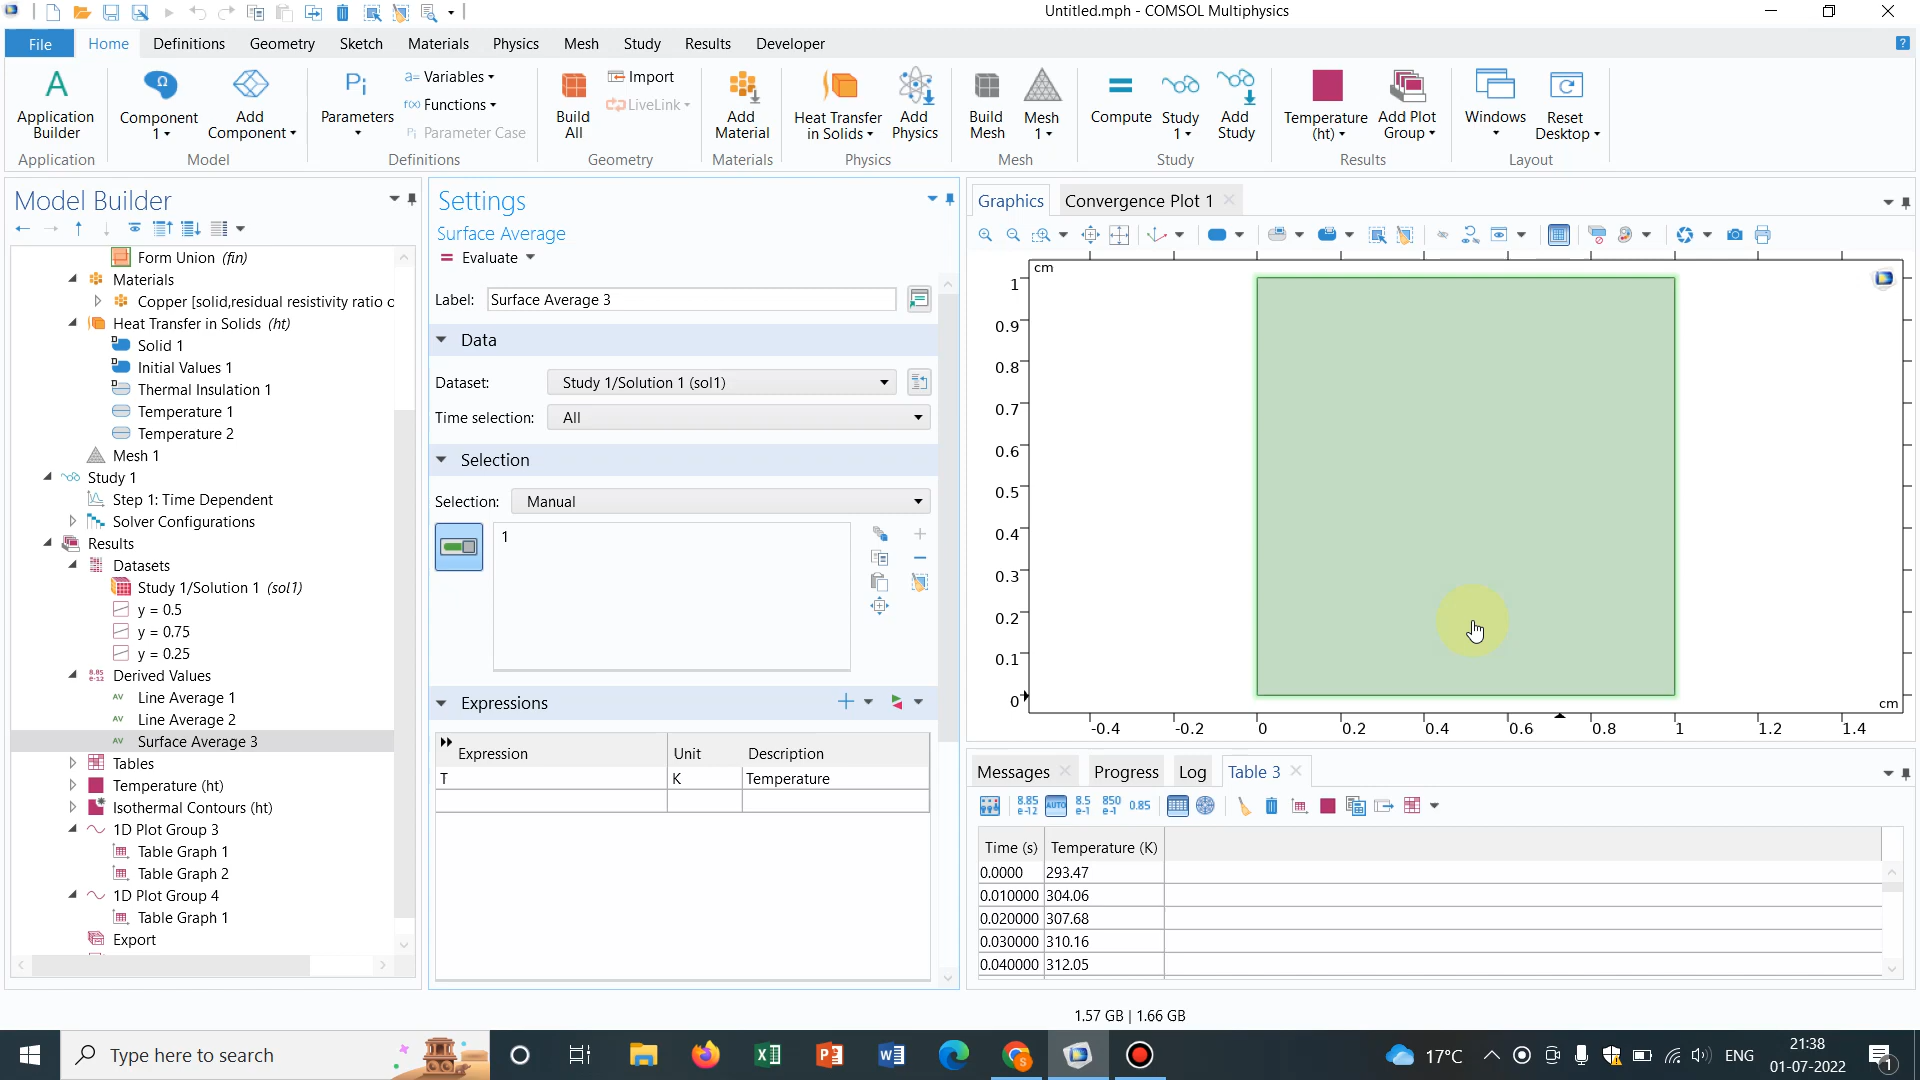 Untitled.mph - COMSOL Multiphysics
File Home Definitions Geometry Sketch Materials Physics Mesh Study Results Developer
Application Builder
Application
Component 1
Add Component
Model
Pi
Parameters
a= Variables
f(x) Functions
Pi Parameter Case
Definitions
Build All
Import
LiveLink
Geometry
Add Material
Materials
Heat Transfer in Solids
Add Physics
Physics
Build Mesh
Mesh 1
Mesh
Compute
Study 1
Add Study
Study
Temperature (ht)
Add Plot Group
Results
Windows
Reset Desktop
Layout
Model Builder
Form Union (fin)
Materials
Copper [solid,residual resistivity ratio o
Heat Transfer in Solids (ht)
Solid 1
Initial Values 1
Thermal Insulation 1
Temperature 1
Temperature 2
Mesh 1
Study 1
Step 1: Time Dependent
Solver Configurations
Results
Datasets
Study 1/Solution 1 (sol1)
y = 0.5
y = 0.75
y = 0.25
Derived Values
Line Average 1
Line Average 2
Surface Average 3
Tables
Temperature (ht)
Isothermal Contours (ht)
1D Plot Group 3
Table Graph 1
Table Graph 2
1D Plot Group 4
Table Graph 1
Export
Settings
Surface Average
= Evaluate
Label: Surface Average 3
Data
Dataset: Study 1/Solution 1 (sol1)
Time selection: All
Selection
Selection: Manual
1
Expressions
Expression Unit Description
T K Temperature
Graphics Convergence Plot 1
cm
1
0.9
0.8
0.7
0.6
0.5
0.4
0.3
0.2
0.1
0
cm
-0.4 -0.2 0 0.2 0.4 0.6 0.8 1 1.2 1.4
Messages Progress Log Table 3
8.85 e-12 AUTO 8.5 e-1 850 e-1 0.85
Time (s) Temperature (K)
0.0000 293.47
0.010000 304.06
0.020000 307.68
0.030000 310.16
0.040000 312.05
1.57 GB | 1.66 GB
Type here to search
17°C
ENG
21:38
01-07-2022
1